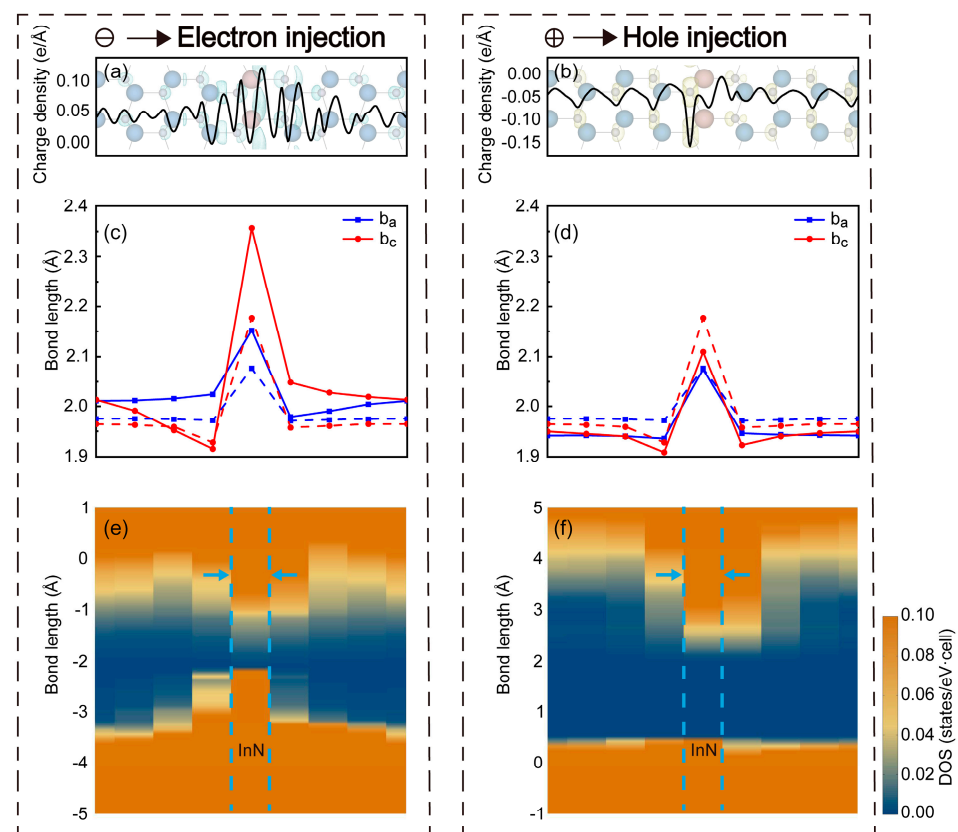 ⊖ → Electron injection
(a)
Charge density (e/Å)
0.10
0.05
0.00
(c)
bₐ
b꜀
Bond length (Å)
2.4
2.3
2.2
2.1
2.0
1.9
(e)
Bond length (Å)
1
0
-1
-2
-3
-4
-5
InN
⊕ → Hole injection
(b)
Charge density (e/Å)
0.00
-0.05
-0.10
-0.15
(d)
bₐ
b꜀
Bond length (Å)
2.4
2.3
2.2
2.1
2.0
1.9
(f)
Bond length (Å)
5
4
3
2
1
0
-1
InN
0.10
0.08
0.06
0.04
0.02
0.00
DOS (states/eV·cell)